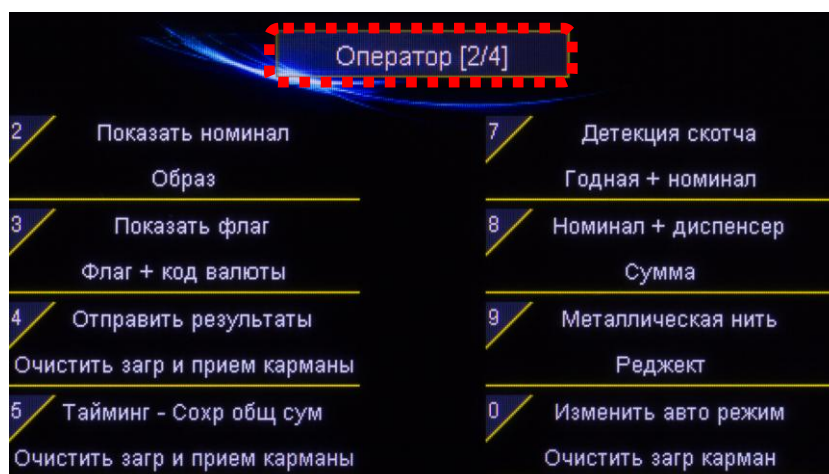 Оператор [2/4]
2 Показать номинал
Образ
3 Показать флаг
Флаг + код валюты
4 Отправить результаты
Очистить загр и прием карманы
5 Тайминг - Сохр общ сум
Очистить загр и прием карманы
7 Детекция скотча
Годная + номинал
8 Номинал + диспенсер
Сумма
9 Металлическая нить
Реджект
0 Изменить авто режим
Очистить загр карман